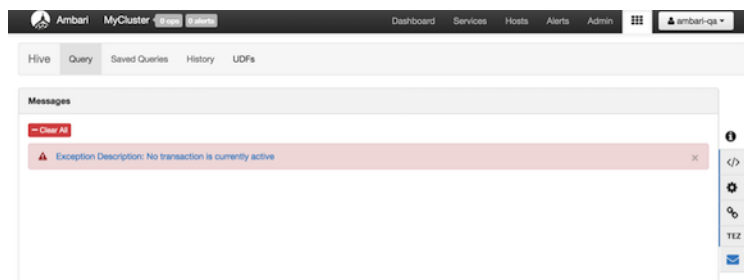 Ambari MyCluster 0 ops 0 alerts Dashboard Services Hosts Alerts Admin ambari-qa
Hive Query Saved Queries History UDFs
Messages
Clear All
Exception Description: No transaction is currently active ×
</>
TEZ